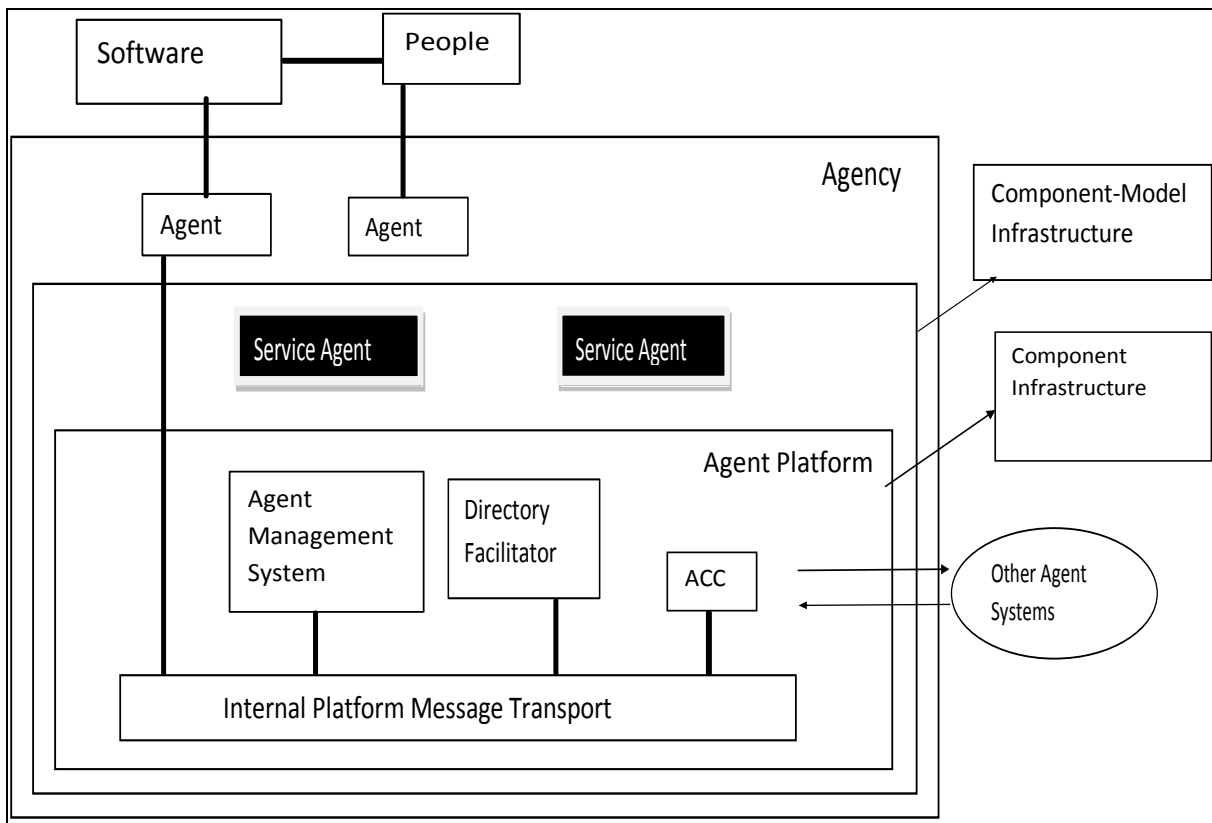 Software
People
Agency
Agent
Agent
Component-Model
Infrastructure
Service Agent
Service Agent
Component
Infrastructure
Agent Platform
Agent
Management
System
Directory
Facilitator
ACC
Other Agent
Systems
Internal Platform Message Transport